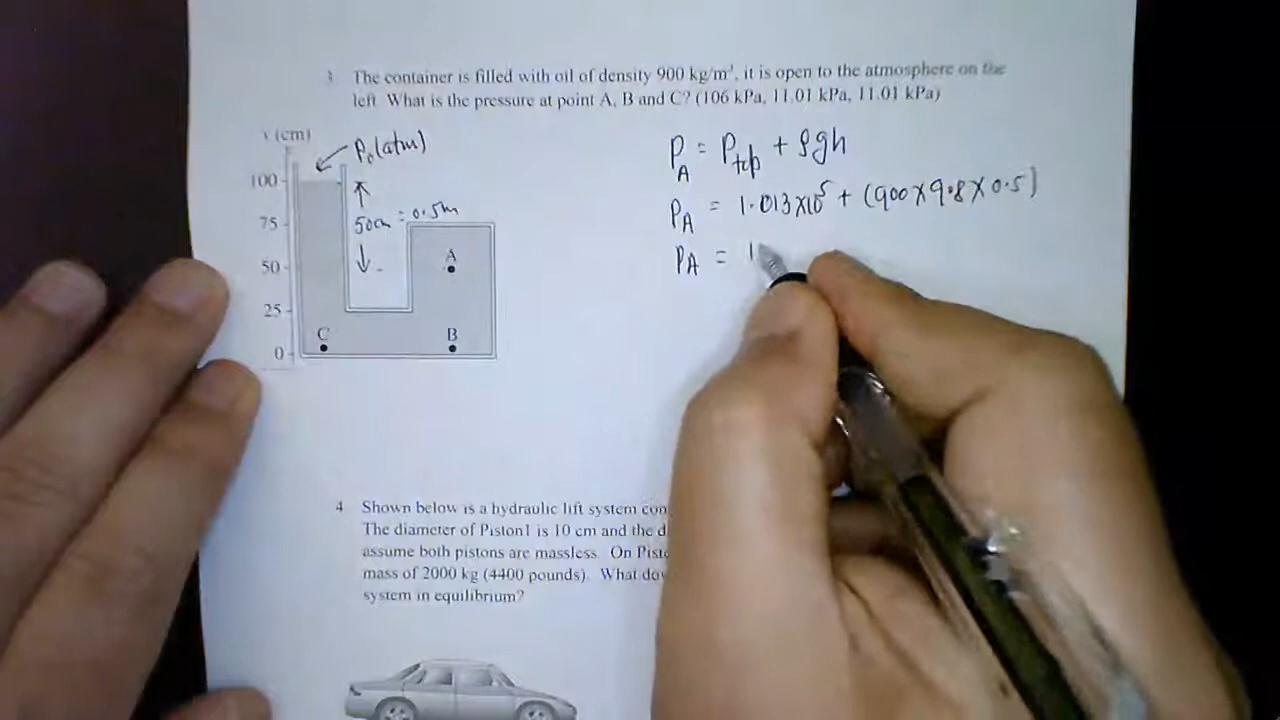 3 The container is filled with oil of density 900 kg/m³, it is open to the atmosphere on the
left. What is the pressure at point A, B and C? (106 kPa, 11.01 kPa, 11.01 kPa)
Y (cm)
P₀(atm)
100
75
50
25
0
50cm = 0.5m
A
B
C
P_A = P_top + ρgh
P_A = 1.013×10⁵ + (900×9.8×0.5)
P_A = 1
4 Shown below is a hydraulic lift system
The diameter of Piston1 is 10 cm and the
assume both pistons are massless. On
mass of 2000 kg (4400 pounds). What
system in equilibrium?